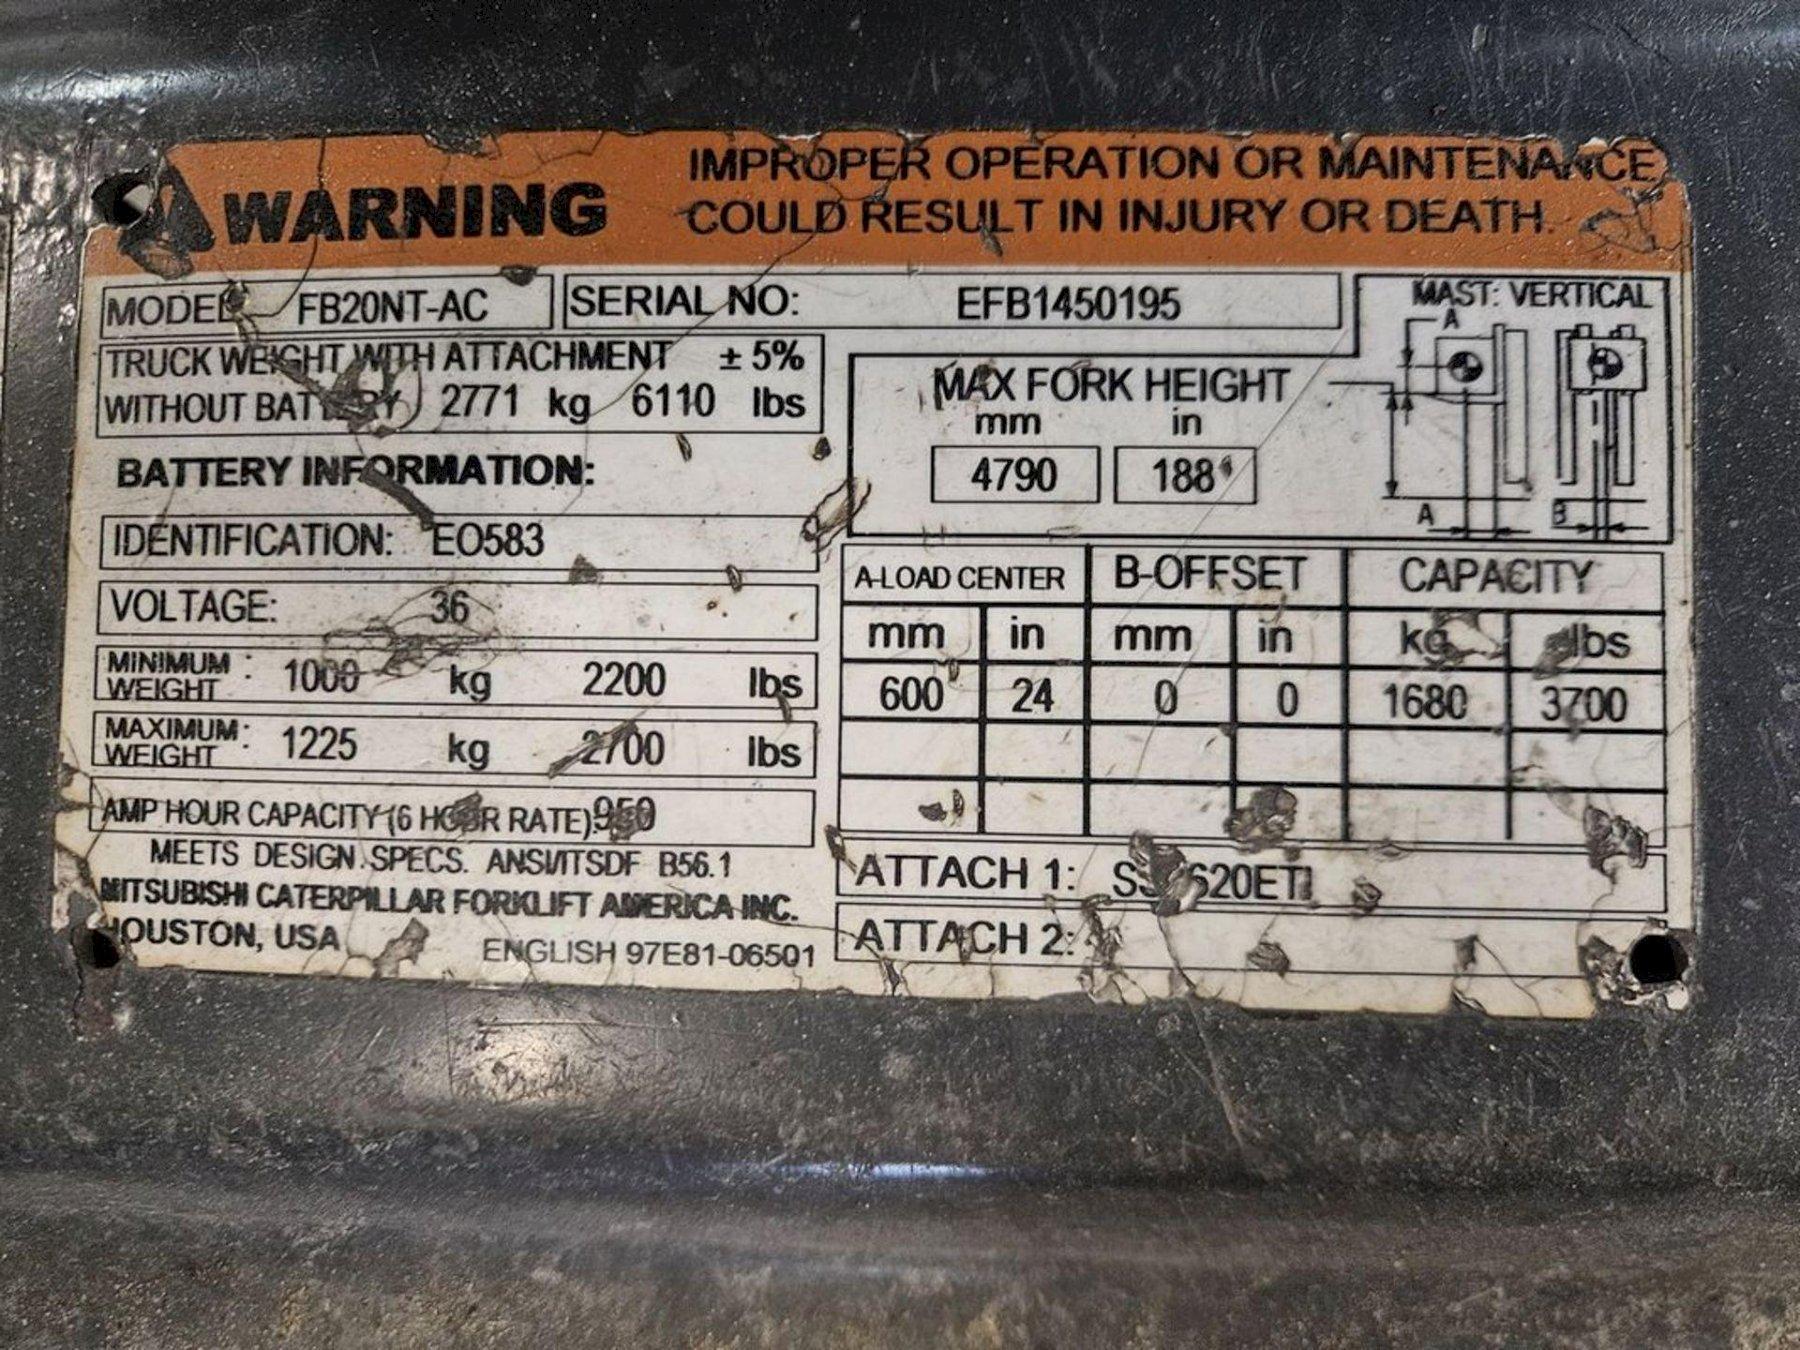 WARNING
IMPROPER OPERATION OR MAINTENANCE
COULD RESULT IN INJURY OR DEATH.
MODEL FB20NT-AC
SERIAL NO: EFB1450195
MAST: VERTICAL
A
TRUCK WEIGHT WITH ATTACHMENT ± 5%
WITHOUT BATTERY 2771 kg 6110 lbs
MAX FORK HEIGHT
mm in
4790 188
A B
BATTERY INFORMATION:
IDENTIFICATION: EO583
VOLTAGE: 36
MINIMUM WEIGHT : 1000 kg 2200 lbs
MAXIMUM WEIGHT : 1225 kg 2700 lbs
AMP HOUR CAPACITY (6 HOUR RATE)
MEETS DESIGN SPECS. ANSI/ITSDF B56.1
MITSUBISHI CATERPILLAR FORKLIFT AMERICA INC.
HOUSTON, USA
ENGLISH 97E81-06501
A-LOAD CENTER B-OFFSET CAPACITY
mm in mm in kg lbs
600 24 0 0 1680 3700
ATTACH 1:
ATTACH 2: